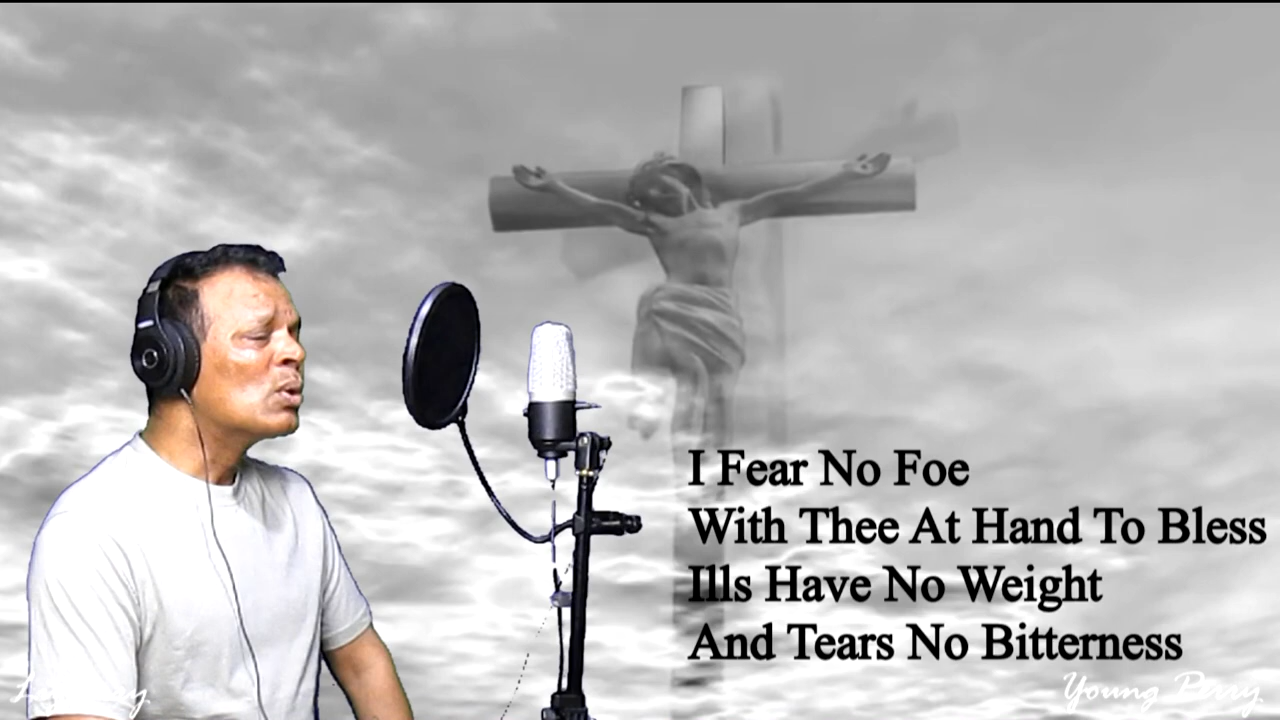 I Fear No Foe
With Thee At Hand To Bless
Ills Have No Weight
And Tears No Bitterness
Young Perry